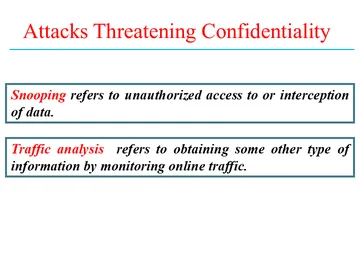 Attacks Threatening Confidentiality
Snooping refers to unauthorized access to or interception
of data.
Traffic analysis refers to obtaining some other type of
information by monitoring online traffic.